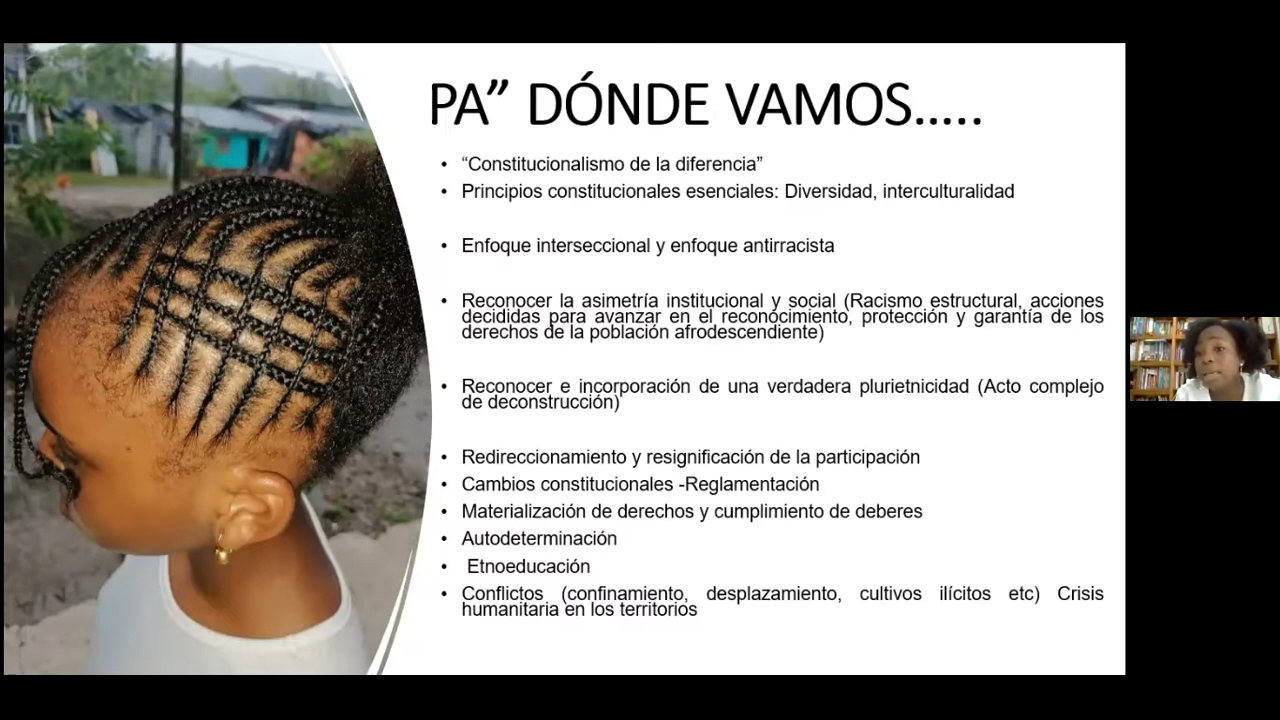 PA” DÓNDE VAMOS.....
• “Constitucionalismo de la diferencia”
• Principios constitucionales esenciales: Diversidad, interculturalidad
• Enfoque interseccional y enfoque antirracista
• Reconocer la asimetría institucional y social (Racismo estructural, acciones
decididas para avanzar en el reconocimiento, protección y garantía de los
derechos de la población afrodescendiente)
• Reconocer e incorporación de una verdadera plurietnicidad (Acto complejo
de deconstrucción)
• Redireccionamiento y resignificación de la participación
• Cambios constitucionales -Reglamentación
• Materialización de derechos y cumplimiento de deberes
• Autodeterminación
• Etnoeducación
• Conflictos (confinamiento, desplazamiento, cultivos ilícitos etc) Crisis
humanitaria en los territorios